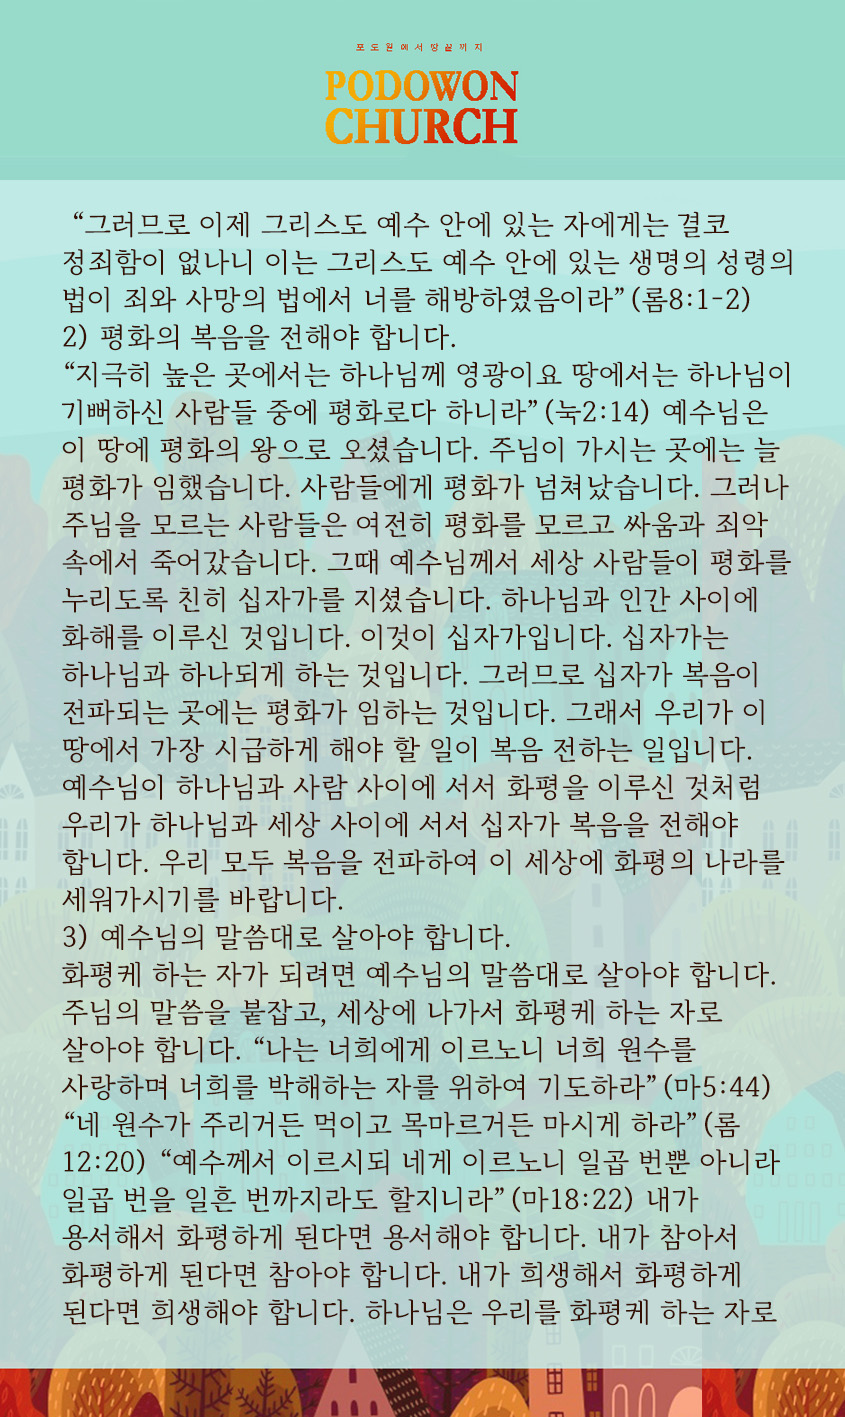 포도원에서땅끝까지
PODOWON
CHURCH
“그러므로 이제 그리스도 예수 안에 있는 자에게는 결코
정죄함이 없나니 이는 그리스도 예수 안에 있는 생명의 성령의
법이 죄와 사망의 법에서 너를 해방하였음이라”(롬8:1-2)
2) 평화의 복음을 전해야 합니다.
“지극히 높은 곳에서는 하나님께 영광이요 땅에서는 하나님이
기뻐하신 사람들 중에 평화로다 하니라”(눅2:14) 예수님은
이 땅에 평화의 왕으로 오셨습니다. 주님이 가시는 곳에는 늘
평화가 임했습니다. 사람들에게 평화가 넘쳐났습니다. 그러나
주님을 모르는 사람들은 여전히 평화를 모르고 싸움과 죄악
속에서 죽어갔습니다. 그때 예수님께서 세상 사람들이 평화를
누리도록 친히 십자가를 지셨습니다. 하나님과 인간 사이에
화해를 이루신 것입니다. 이것이 십자가입니다. 십자가는
하나님과 하나되게 하는 것입니다. 그러므로 십자가 복음이
전파되는 곳에는 평화가 임하는 것입니다. 그래서 우리가 이
땅에서 가장 시급하게 해야 할 일이 복음 전하는 일입니다.
예수님이 하나님과 사람 사이에 서서 화평을 이루신 것처럼
우리가 하나님과 세상 사이에 서서 십자가 복음을 전해야
합니다. 우리 모두 복음을 전파하여 이 세상에 화평의 나라를
세워가시기를 바랍니다.
3) 예수님의 말씀대로 살아야 합니다.
화평케 하는 자가 되려면 예수님의 말씀대로 살아야 합니다.
주님의 말씀을 붙잡고, 세상에 나가서 화평케 하는 자로
살아야 합니다. “나는 너희에게 이르노니 너희 원수를
사랑하며 너희를 박해하는 자를 위하여 기도하라”(마5:44)
“네 원수가 주리거든 먹이고 목마르거든 마시게 하라”(롬
12:20) “예수께서 이르시되 네게 이르노니 일곱 번뿐 아니라
일곱 번을 일흔 번까지라도 할지니라”(마18:22) 내가
용서해서 화평하게 된다면 용서해야 합니다. 내가 참아서
화평하게 된다면 참아야 합니다. 내가 희생해서 화평하게
된다면 희생해야 합니다. 하나님은 우리를 화평케 하는 자로